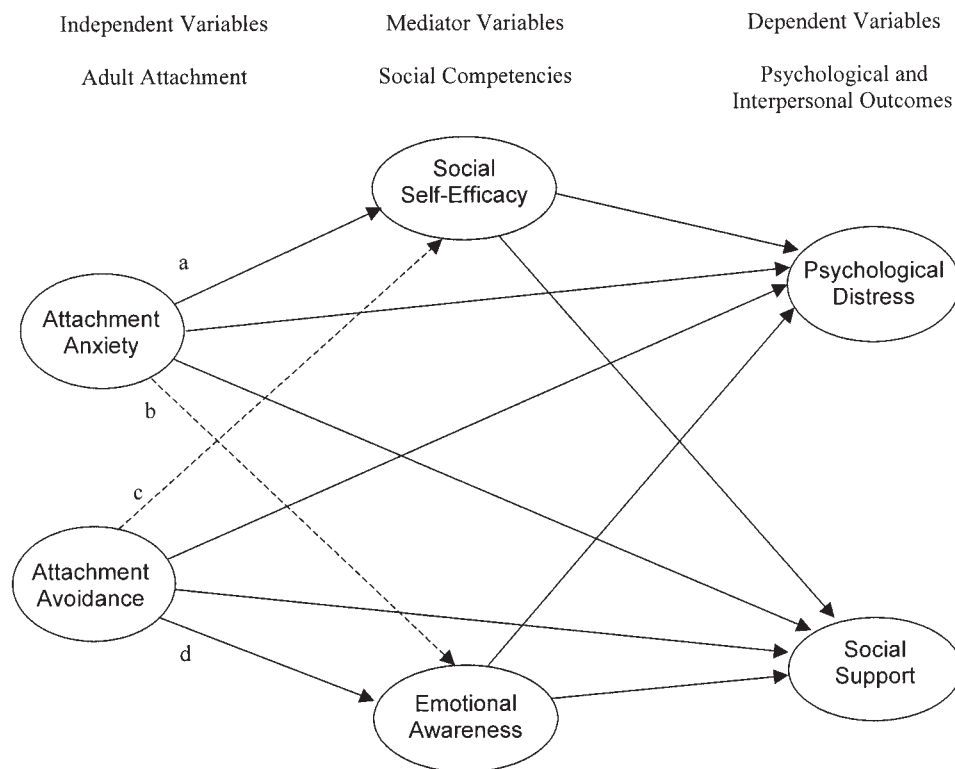 Independent Variables
Mediator Variables
Dependent Variables
Adult Attachment
Social Competencies
Psychological and
Interpersonal Outcomes
Social
Self-Efficacy
a
Psychological
Distress
Attachment
Anxiety
b
c
Attachment
Avoidance
d
Social
Support
Emotional
Awareness